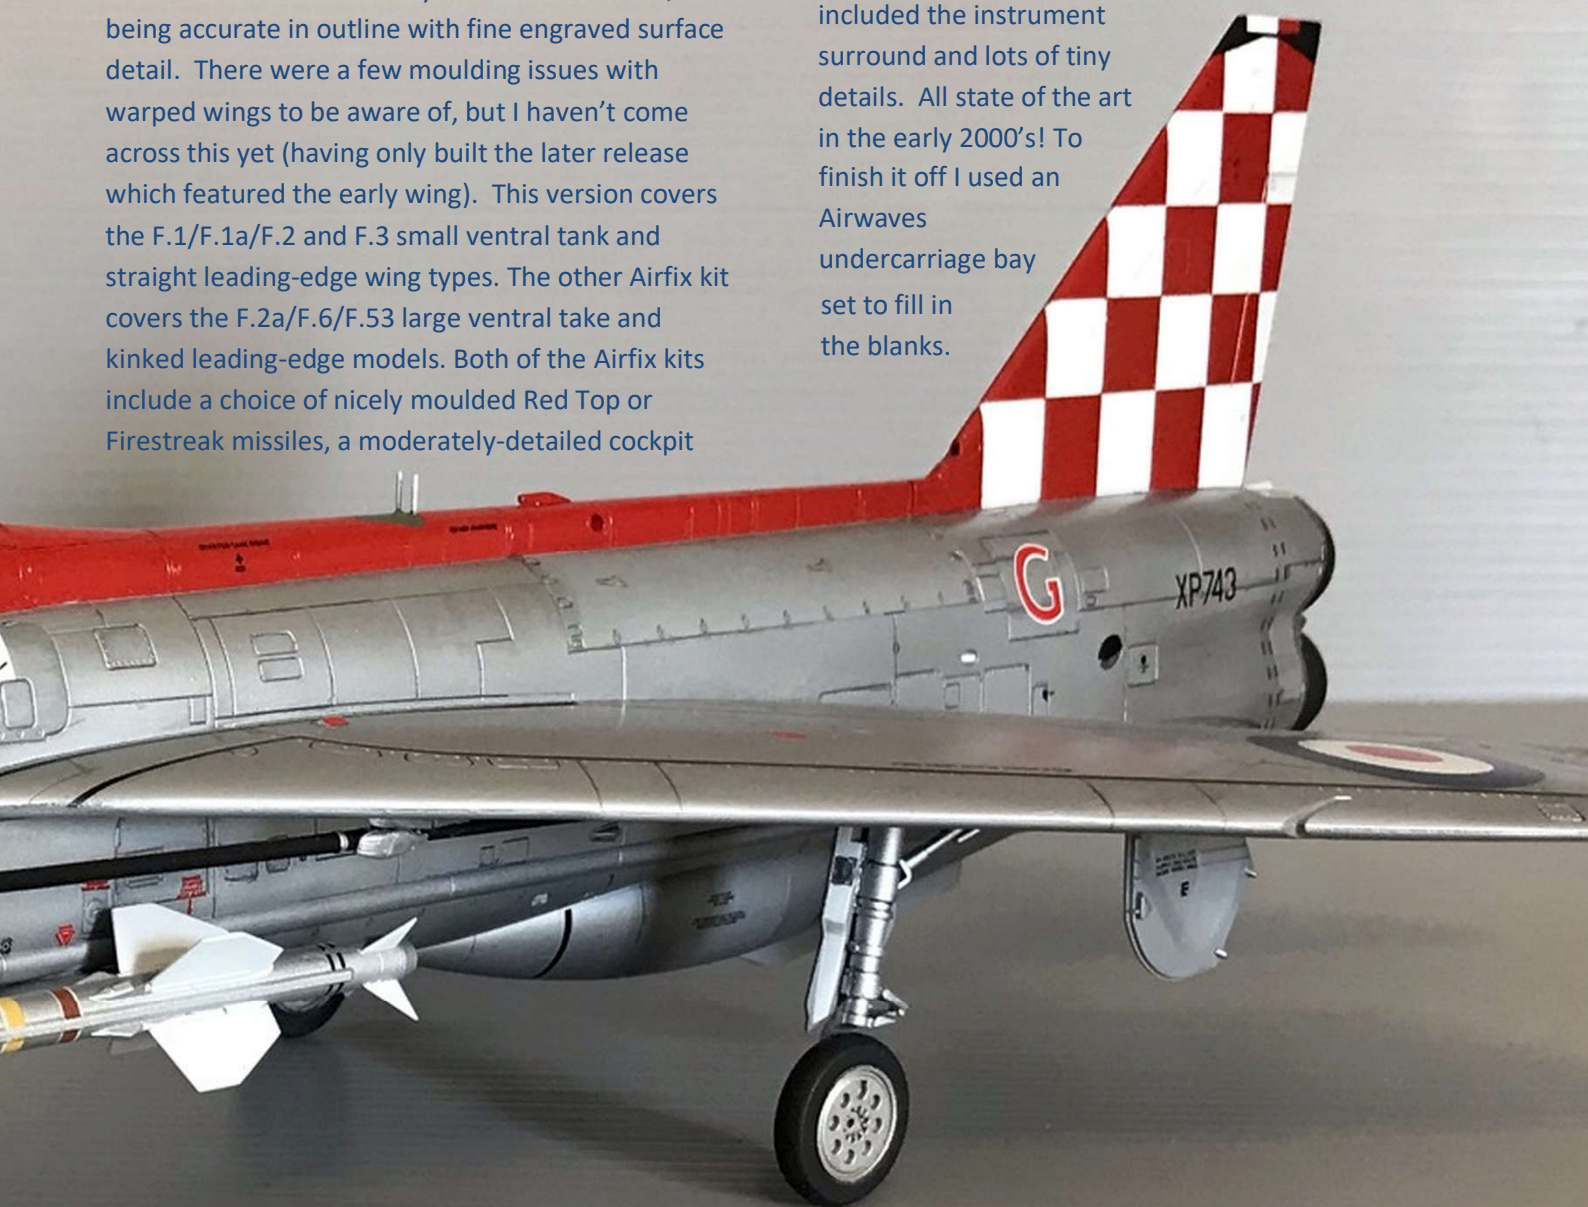 being accurate in outline with fine engraved surface
detail.  There were a few moulding issues with
warped wings to be aware of, but I haven't come
across this yet (having only built the later release
which featured the early wing).  This version covers
the F.1/F.1a/F.2 and F.3 small ventral tank and
straight leading-edge wing types. The other Airfix kit
covers the F.2a/F.6/F.53 large ventral take and
kinked leading-edge models. Both of the Airfix kits
include a choice of nicely moulded Red Top or
Firestreak missiles, a moderately-detailed cockpit
included the instrument
surround and lots of tiny
details.  All state of the art
in the early 2000's! To
finish it off I used an
Airwaves
undercarriage bay
set to fill in
the blanks.
G
XP743
E